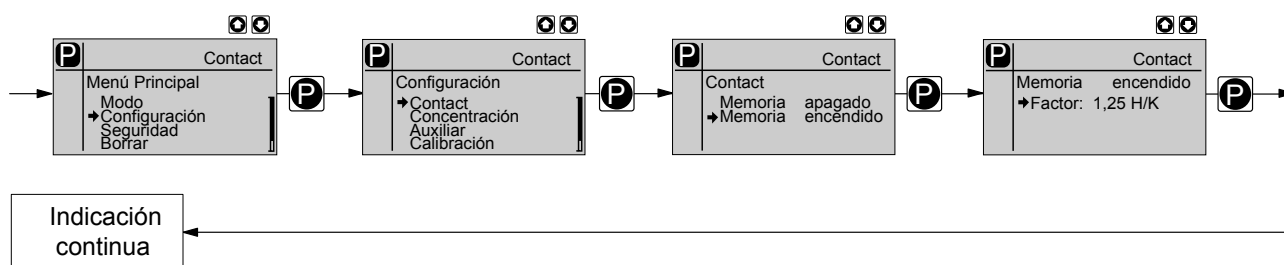 P Contact
Menú Principal
Modo
Configuración
Seguridad
Borrar
P
P Contact
Configuración
Contact
Concentración
Auxiliar
Calibración
P
P Contact
Contact
Memoria apagado
Memoria encendido
P
P Contact
Memoria encendido
Factor: 1,25 H/K
P
Indicación
continua